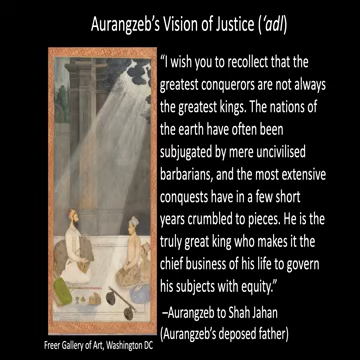 Aurangzeb’s Vision of Justice (‘adl)
“I wish you to recollect that the
greatest conquerors are not always
the greatest kings. The nations of
the earth have often been
subjugated by mere uncivilised
barbarians, and the most extensive
conquests have in a few short
years crumbled to pieces. He is the
truly great king who makes it the
chief business of his life to govern
his subjects with equity.”
–Aurangzeb to Shah Jahan
(Aurangzeb’s deposed father)
Freer Gallery of Art, Washington DC